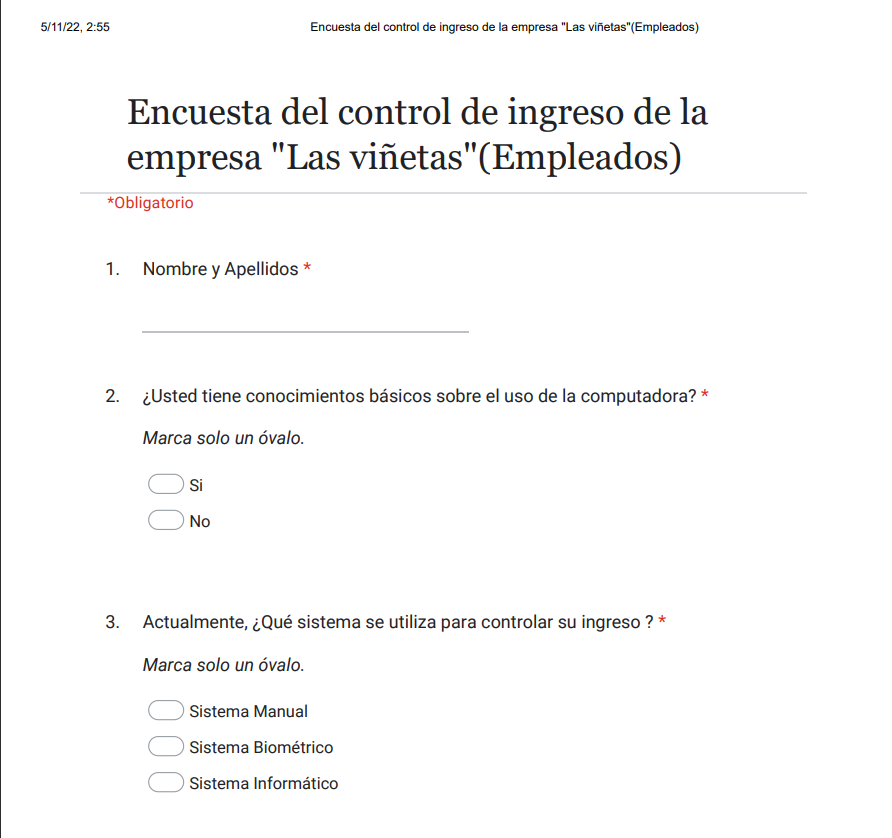 5/11/22, 2:55
Encuesta del control de ingreso de la empresa "Las viñetas"(Empleados)
Encuesta del control de ingreso de la
empresa "Las viñetas"(Empleados)
*Obligatorio
1. Nombre y Apellidos *
2. ¿Usted tiene conocimientos básicos sobre el uso de la computadora? *
Marca solo un óvalo.
Si
No
3. Actualmente, ¿Qué sistema se utiliza para controlar su ingreso ? *
Marca solo un óvalo.
Sistema Manual
Sistema Biométrico
Sistema Informático